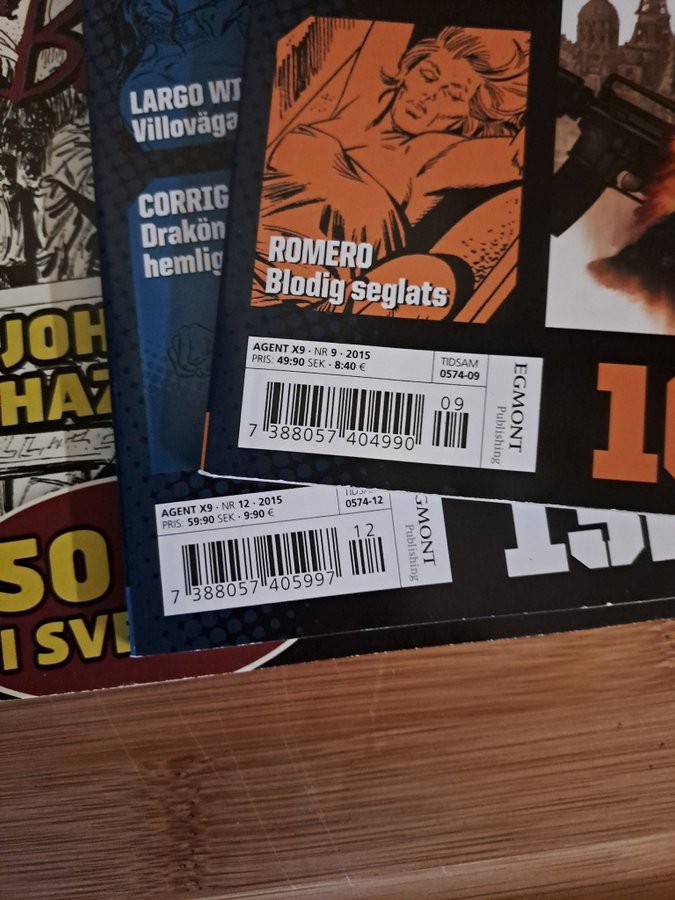 LARGO
Villoväga
CORRIG
Drakön
hemlig
ROMERO
Blodig seglats
AGENT X9 · NR 9 · 2015
PRIS: 49:90 SEK · 8:40 €
TIDSAM
0574-09
09
7 388057 404990
EGMONT
Publishing
JOH
HAZ
AGENT X9 · NR 12 · 2015
PRIS: 59:90 SEK · 9:90 €
TIDSAM
0574-12
12
7 388057 405997
EGMONT
Publishing
50
I SVE